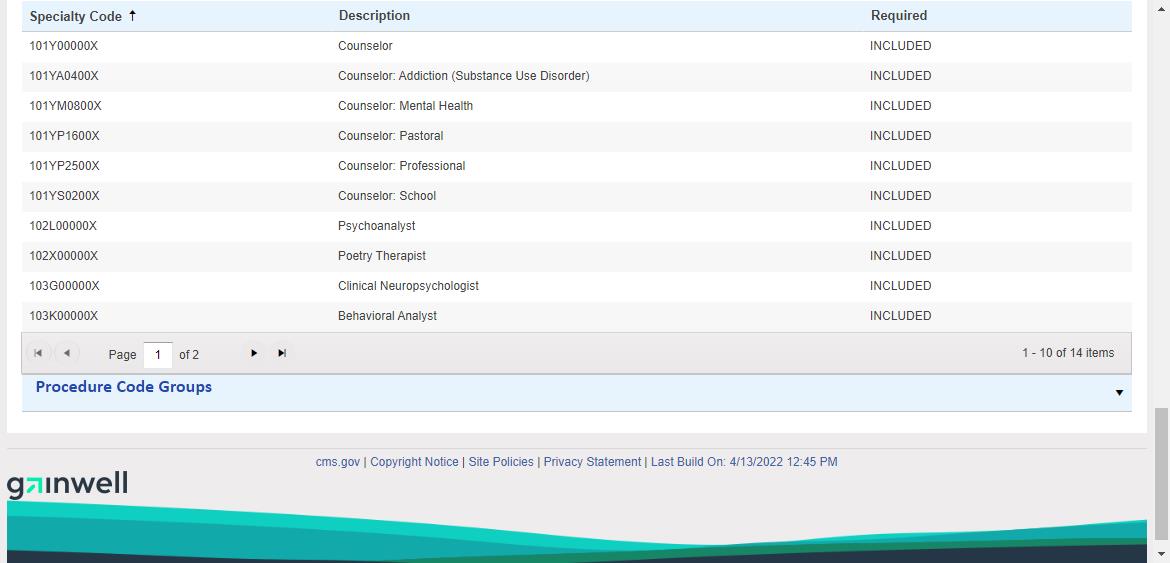 Specialty Code ↑ Description Required
101Y00000X Counselor INCLUDED
101YA0400X Counselor: Addiction (Substance Use Disorder) INCLUDED
101YM0800X Counselor: Mental Health INCLUDED
101YP1600X Counselor: Pastoral INCLUDED
101YP2500X Counselor: Professional INCLUDED
101YS0200X Counselor: School INCLUDED
102L00000X Psychoanalyst INCLUDED
102X00000X Poetry Therapist INCLUDED
103G00000X Clinical Neuropsychologist INCLUDED
103K00000X Behavioral Analyst INCLUDED
Page 1 of 2 1 - 10 of 14 items
Procedure Code Groups
cms.gov | Copyright Notice | Site Policies | Privacy Statement | Last Build On: 4/13/2022 12:45 PM
gainwell